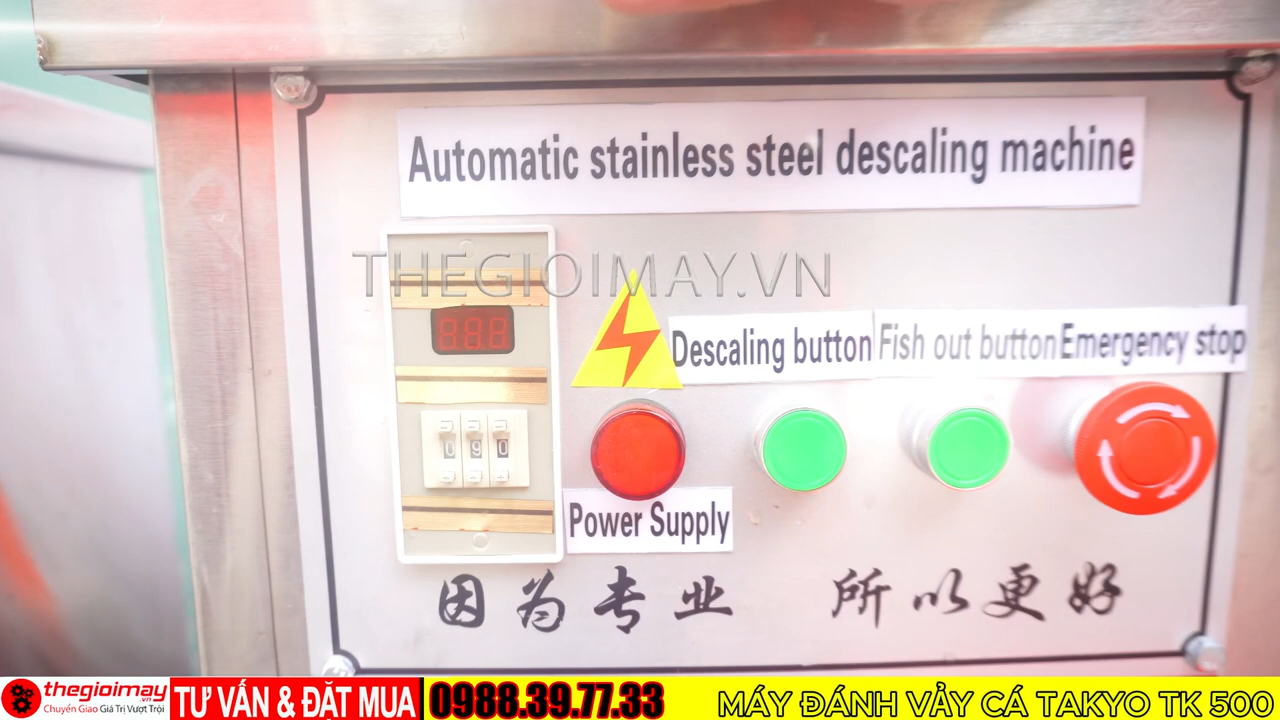 Automatic stainless steel descaling machine
THEGIOIMAY.VN
888
Descaling button Fish out button Emergency stop
090
Power Supply
因为专业 所以更好
thegioimay.vn
Chuyển Giao Giá Trị Vượt Trội
TƯ VẤN & ĐẶT MUA 0988.39.77.33 MÁY ĐÁNH VẢY CÁ TAKYO TK 500